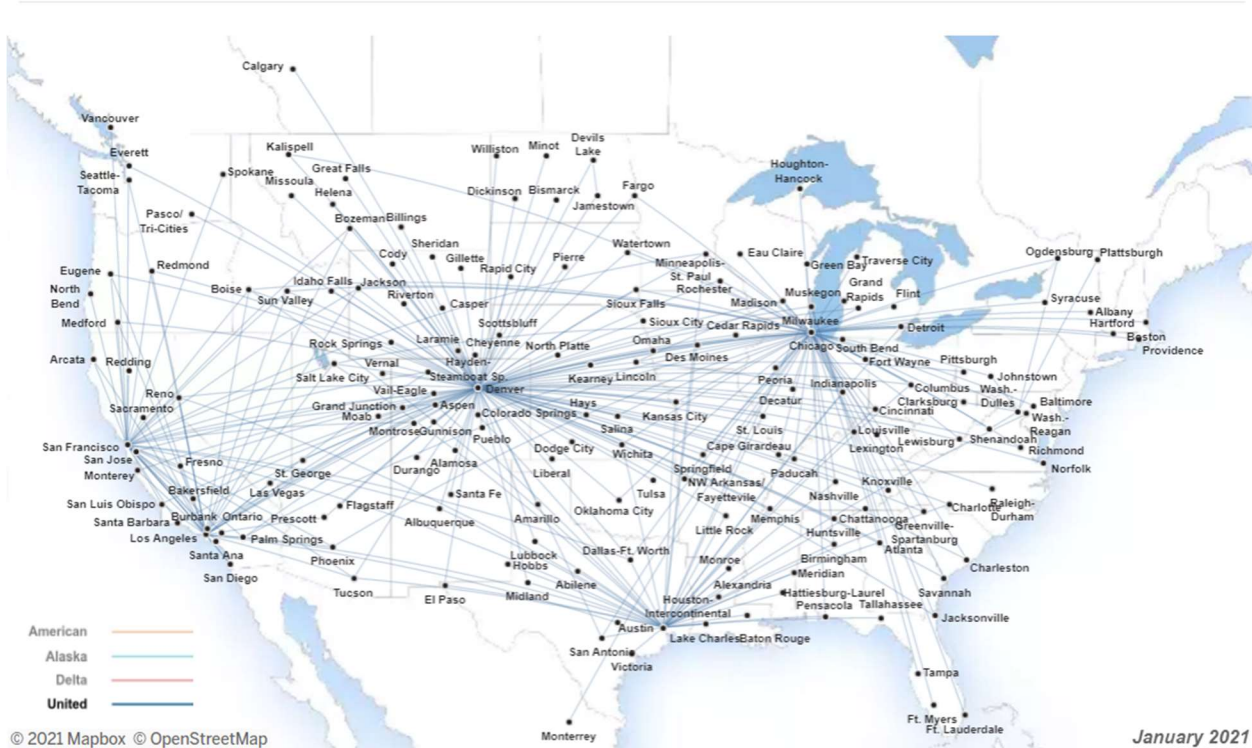 Calgary
Vancouver
Everett
Seattle-
Tacoma
Spokane
Kalispell
Missoula
Great Falls
Helena
Williston
Minot
Devils
Lake
Dickinson
Bismarck
Jamestown
Fargo
Houghton-
Hancock
Pasco/
Tri-Cities
Bozeman
Billings
Sheridan
Cody
Gillette
Rapid City
Pierre
Watertown
Minneapolis-
St. Paul
Eau Claire
Rochester
Green Bay
Traverse City
Ogdensburg
Plattsburgh
Eugene
Redmond
North
Bend
Boise
Idaho Falls
Sun Valley
Jackson
Riverton
Casper
Sioux Falls
Madison
Muskegon
Grand
Rapids
Flint
Syracuse
Albany
Hartford
Boston
Providence
Medford
Scottsbluff
Sioux City
Cedar Rapids
Milwaukee
Detroit
Rock Springs
Laramie
Cheyenne
North Platte
Omaha
Des Moines
Chicago
South Bend
Fort Wayne
Pittsburgh
Arcata
Redding
Vernal
Salt Lake City
Hayden-
Steamboat Sp.
Denver
Kearney
Lincoln
Peoria
Indianapolis
Columbus
Johnstown
Wash.-
Dulles
Baltimore
Reno
Sacramento
Vail-Eagle
Grand Junction
Aspen
Moab
Colorado Springs
Hays
Kansas City
Decatur
Clarksburg
Cincinnati
Wash.-
Reagan
Montrose
Gunnison
Pueblo
Salina
St. Louis
Louisville
Lexington
Lewisburg
Shenandoah
Richmond
San Francisco
San Jose
Monterey
Fresno
St. George
Durango
Alamosa
Dodge City
Wichita
Cape Girardeau
Norfolk
Liberal
Springfield
NW Arkansas/
Fayetteville
Paducah
Knoxville
Bakersfield
Las Vegas
San Luis Obispo
Flagstaff
Santa Fe
Tulsa
Nashville
Charlotte
Raleigh-
Durham
Santa Barbara
Burbank
Ontario
Prescott
Albuquerque
Amarillo
Oklahoma City
Little Rock
Memphis
Chattanooga
Huntsville
Greenville-
Spartanburg
Atlanta
Los Angeles
Palm Springs
Santa Ana
Phoenix
San Diego
Lubbock
Hobbs
Dallas-Ft. Worth
Monroe
Birmingham
Charleston
Tucson
El Paso
Midland
Abilene
Alexandria
Meridian
Savannah
Houston-
Intercontinental
Hattiesburg-Laurel
Pensacola
Tallahassee
Jacksonville
Austin
Lake Charles
Baton Rouge
San Antonio
Victoria
Tampa
Ft. Myers
Ft. Lauderdale
Monterrey
American
Alaska
Delta
United
© 2021 Mapbox © OpenStreetMap
January 2021